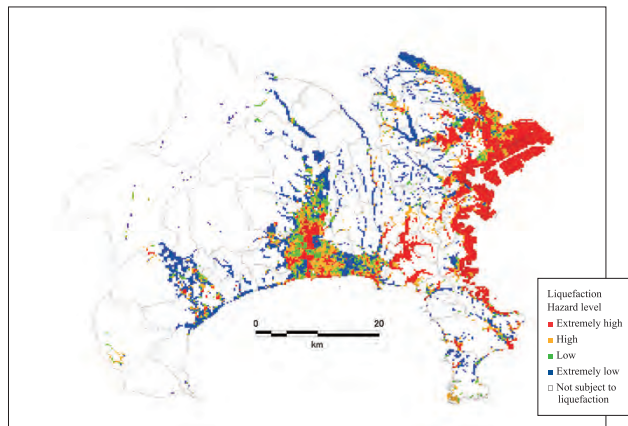 0
20
km
Liquefaction
Hazard level
Extremely high
High
Low
Extremely low
Not subject to
liquefaction